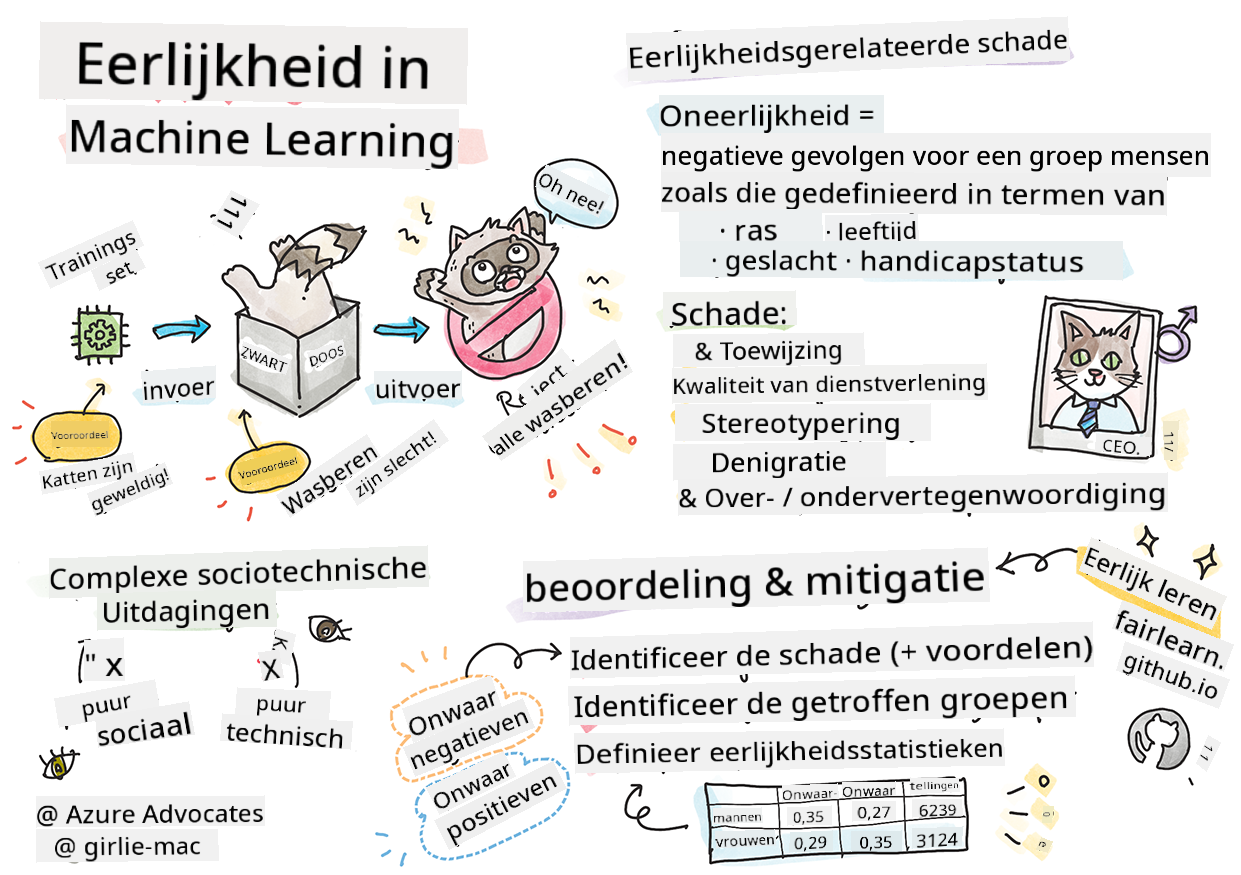 Eerlijkheid in
Machine Learning
Oh nee!
Trainings
set
ZWART
DOOS
invoer
uitvoer
alle wasberen!
Vooroordeel
Katten zijn
geweldig!
Vooroordeel
Wasberen
zijn slecht!
Eerlijkheidsgerelateerde schade
Oneerlijkheid =
negatieve gevolgen voor een groep mensen
zoals die gedefinieerd in termen van
· ras · leeftijd
· geslacht · handicapstatus
Schade:
& Toewijzing
Kwaliteit van dienstverlening
Stereotypering
Denigratie
& Over- / ondervertegenwoordiging
CEO.
Complexe sociotechnische
Uitdagingen
" x
puur
sociaal
X
puur
technisch
@ Azure Advocates
@ girlie-mac
beoordeling & mitigatie
Eerlijk leren
fairlearn.
github.io
Identificeer de schade (+ voordelen)
Identificeer de getroffen groepen
Definieer eerlijkheidsstatistieken
Onwaar
negatieven
Onwaar
positieven
Onwaar- Onwaar tellingen
mannen 0,35 0,27 6239
vrouwen 0,29 0,35 3124